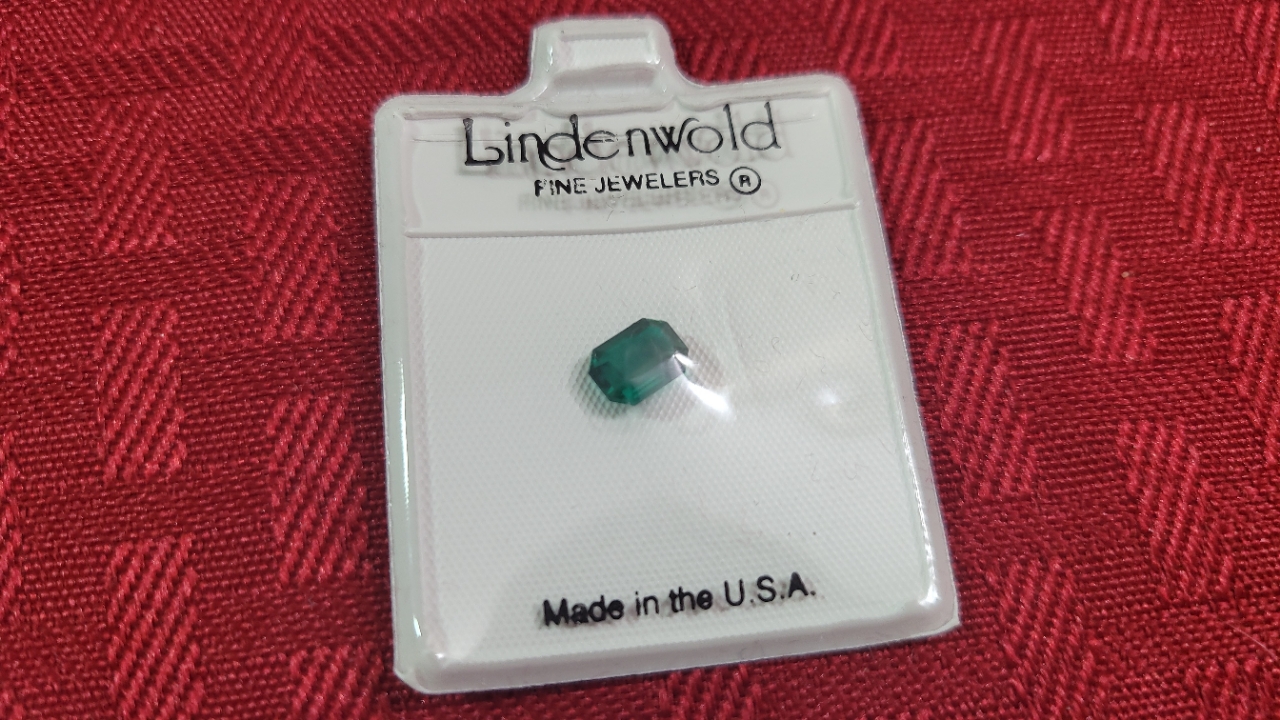 Lindenwold
FINE JEWELERS ®
Made in the U.S.A.